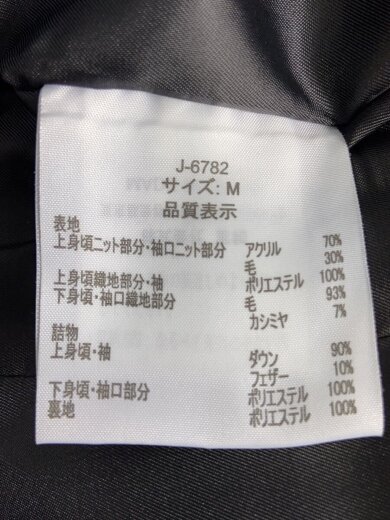 J-6782
サイズ: M
品質表示
表地
上身頃ニット部分・袖口ニット部分 アクリル 70%
毛 30%
上身頃織地部分・袖 ポリエステル 100%
下身頃・袖口織地部分 毛 93%
カシミヤ 7%
詰物
上身頃・袖 ダウン 90%
フェザー 10%
下身頃・袖口部分 ポリエステル 100%
裏地 ポリエステル 100%